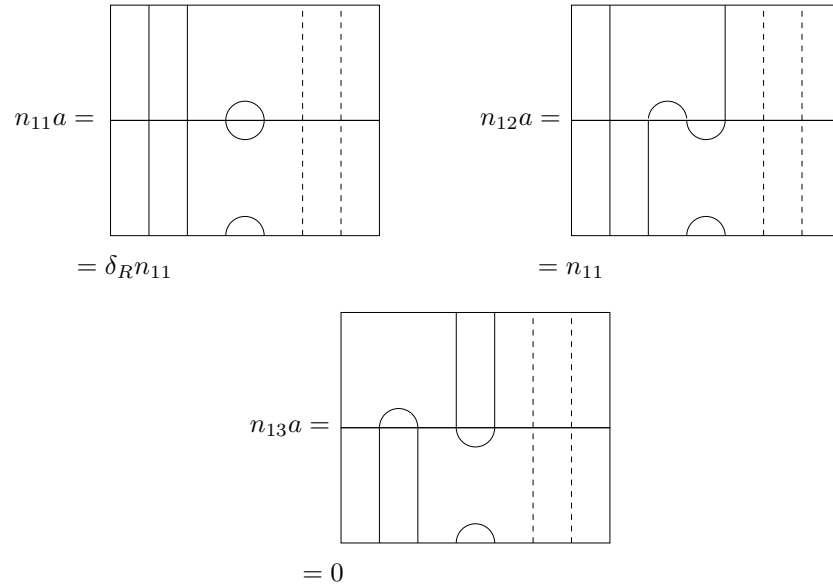 $n_{11}a =$
$n_{12}a =$
$= \delta_R n_{11}$
$= n_{11}$
$n_{13}a =$
$= 0$